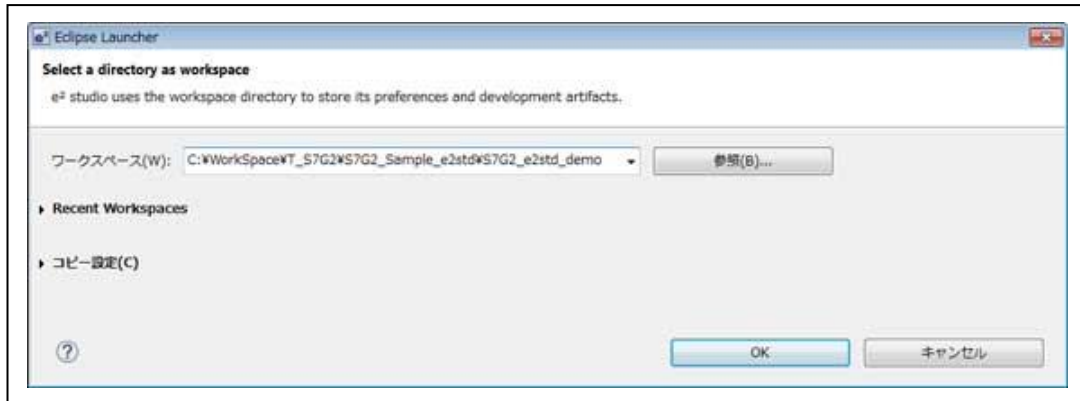 e² Eclipse Launcher
Select a directory as workspace
e² studio uses the workspace directory to store its preferences and development artifacts.
ワークスペース(W): C:¥WorkSpace¥T_S7G2¥S7G2_Sample_e2std¥S7G2_e2std_demo 参照(B)...
Recent Workspaces
コピー設定(C)
? OK キャンセル